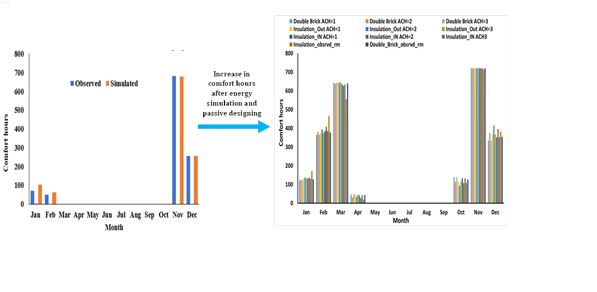 800
700
600
500
400
300
200
100
0
Comfort hours
Observed Simulated
Jan Feb Mar Apr May Jun Jul Aug Sep Oct Nov Dec
Month
Increase in
comfort hours
after energy
simulation and
passive designing
Double Brick ACH=1 Double Brick ACH=2 Double Brick ACH=3
Insulation_Out ACH=1 Insulation_Out ACH=2 Insulation_Out ACH=3
Insulation_IN ACH=1 Insulation_IN ACH=2 Insulation_IN ACH3
Insulation_obsrvd_rm Double_Brick_obsrvd_rm
800
700
600
500
400
300
200
100
0
Comfort hours
Jan Feb Mar Apr May Jun Jul Aug Sep Oct Nov Dec
Month